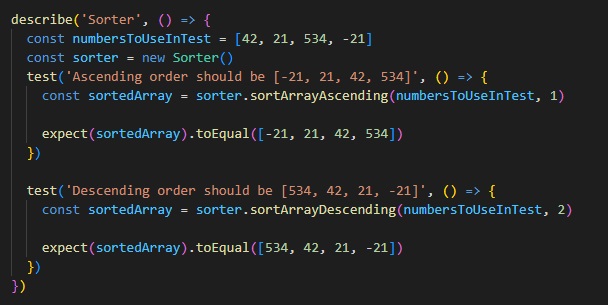 describe('Sorter', () => {
  const numbersToUseInTest = [42, 21, 534, -21]
  const sorter = new Sorter()
  test('Ascending order should be [-21, 21, 42, 534]', () => {
    const sortedArray = sorter.sortArrayAscending(numbersToUseInTest, 1)
    expect(sortedArray).toEqual([-21, 21, 42, 534])
  })
  test('Descending order should be [534, 42, 21, -21]', () => {
    const sortedArray = sorter.sortArrayDescending(numbersToUseInTest, 2)
    expect(sortedArray).toEqual([534, 42, 21, -21])
  })
})